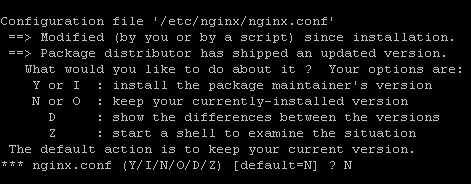 Configuration file '/etc/nginx/nginx.conf'
 ==> Modified (by you or by a script) since installation.
 ==> Package distributor has shipped an updated version.
   What would you like to do about it ?  Your options are:
    Y or I  : install the package maintainer's version
    N or O  : keep your currently-installed version
      D     : show the differences between the versions
      Z     : start a shell to examine the situation
 The default action is to keep your current version.
*** nginx.conf (Y/I/N/O/D/Z) [default=N] ? N